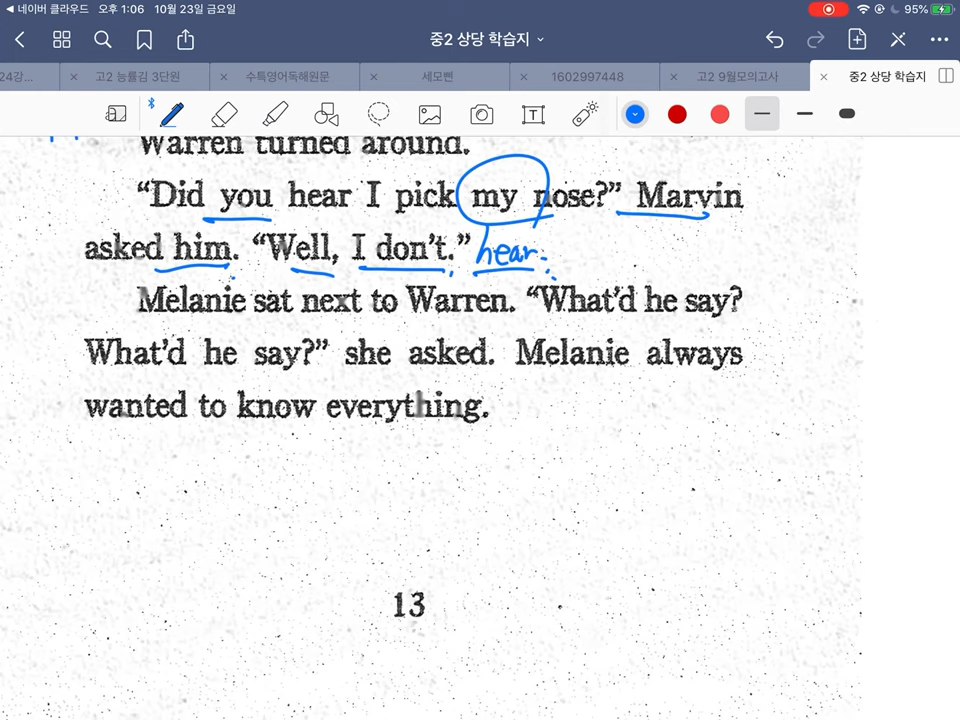 네이버 클라우드 오후 1:06 10월 23일 금요일 95%
중2 상담 학습지
24강... 고2 능률김 3단원 수특영어독해원문 세모삔 1602997448 고2 9월모의고사 중2 상담 학습지
Warren turned around.
“Did you hear I pick my nose?” Marvin
asked him. “Well, I don't.” hear.
Melanie sat next to Warren. “What'd he say?
What'd he say?” she asked. Melanie always
wanted to know everything.
13